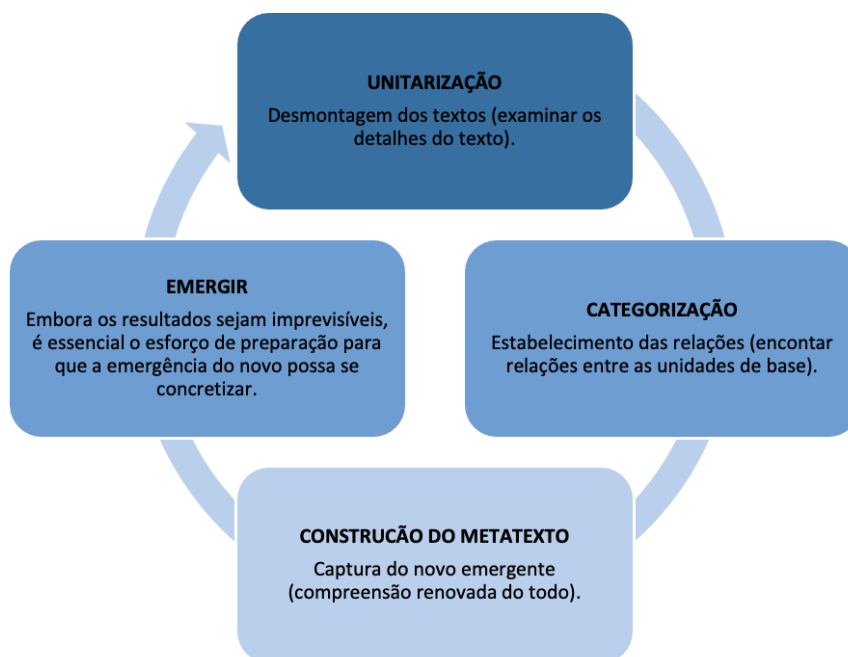 UNITARIZAÇÃO
Desmontagem dos textos (examinar os
detalhes do texto).
CATEGORIZAÇÃO
Estabelecimento das relações (encontar
relações entre as unidades de base).
CONSTRUCÃO DO METATEXTO
Captura do novo emergente
(compreensão renovada do todo).
EMERGIR
Embora os resultados sejam imprevisíveis,
é essencial o esforço de preparação para
que a emergência do novo possa se
concretizar.